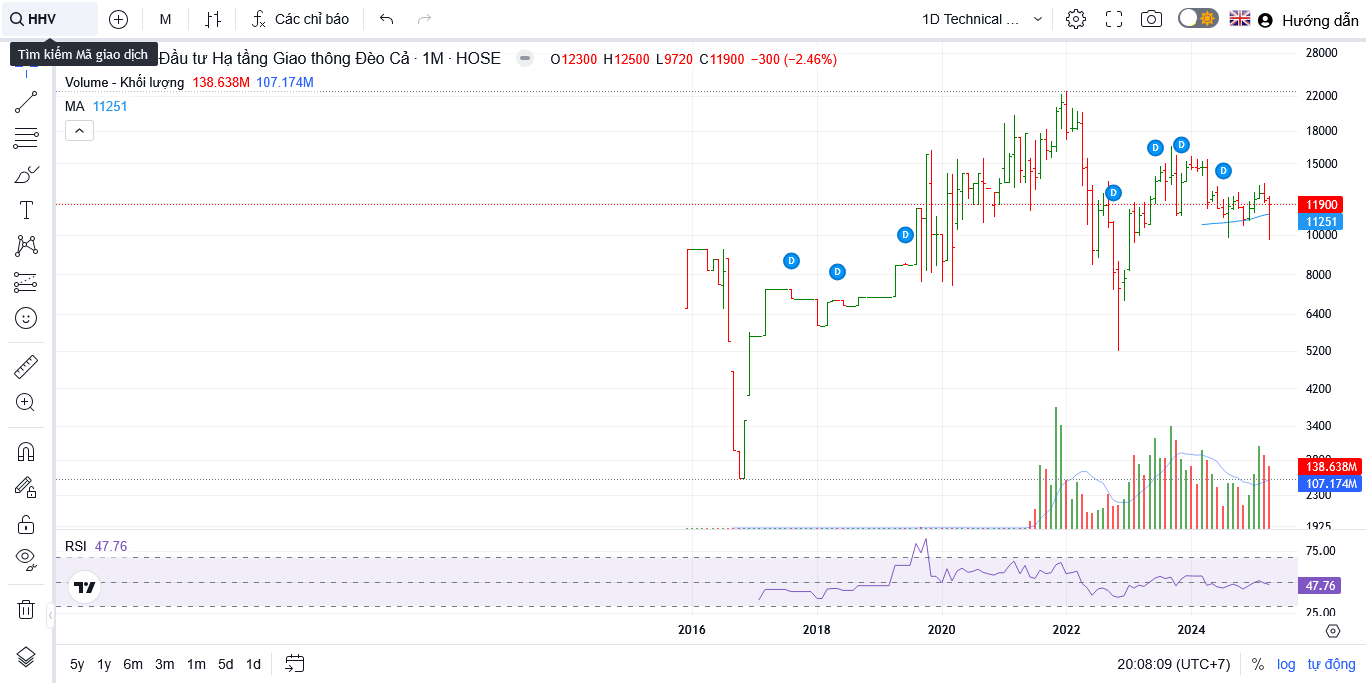 HHV M Các chỉ báo 1D Technical ... Hướng dẫn
Tìm kiếm Mã giao dịch
Đầu tư Hạ tầng Giao thông Đèo Cả · 1M · HOSE O12300 H12500 L9720 C11900 −300 (−2.46%)
Volume - Khối lượng 138.638M 107.174M
MA 11251
28000
22000
18000
15000
11900
11251
10000
8000
6400
5200
4200
3400
138.638M
107.174M
2300
1925
D D D D D D D
RSI 47.76
75.00
47.76
25.00
2016 2018 2020 2022 2024
5y 1y 6m 3m 1m 5d 1d 20:08:09 (UTC+7) % log tự động